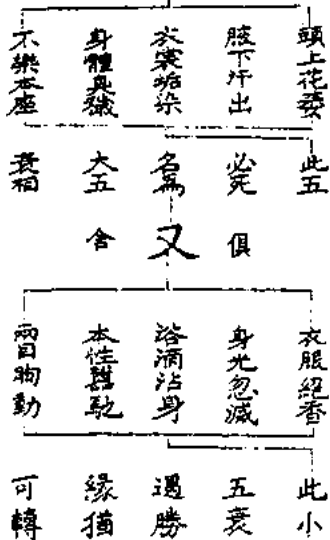 頭上花萎
腋下汗出
衣裳垢染
身體臭穢
不樂本座
此五
必死
名為
大五
衰相
俱又舍
衣服絕香
身光忽滅
浴滴沾身
本性囂馳
兩目眴動
此小
五衰
遇勝
緣猶
可轉